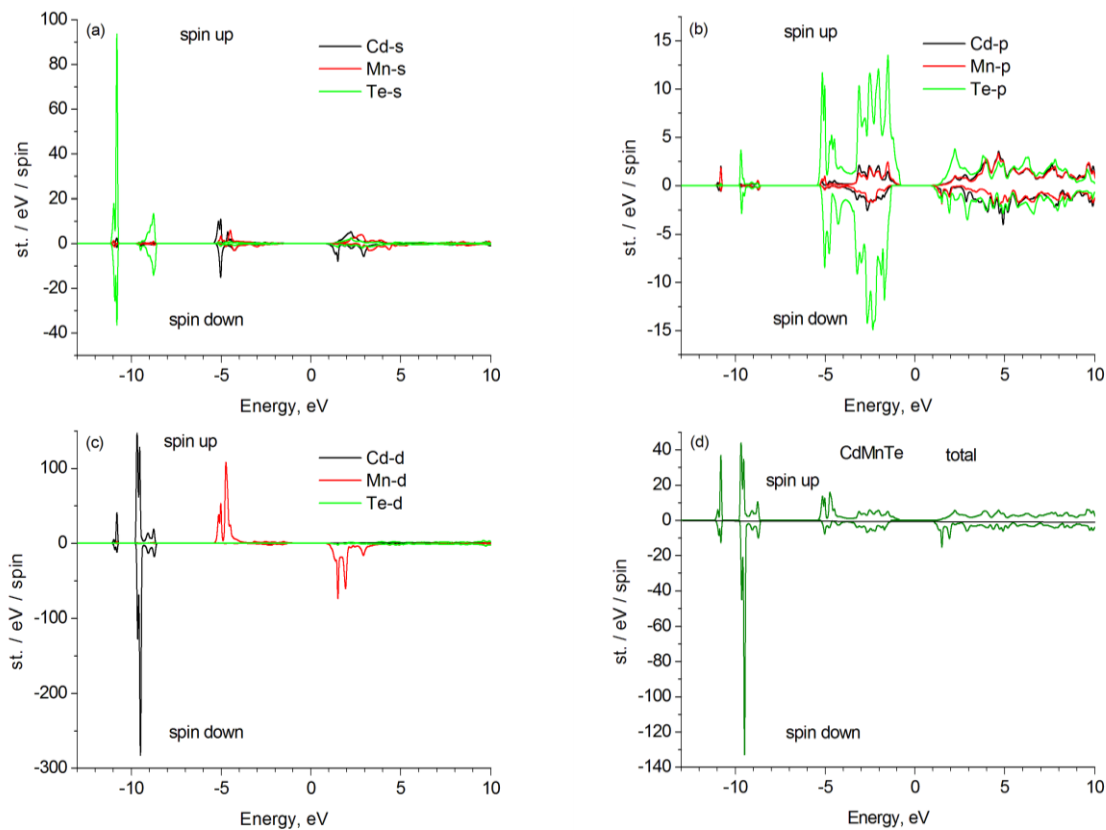 (a)
spin up
Cd-s
Mn-s
Te-s
100
80
60
40
20
0
-20
-40
st. / eV / spin
spin down
-10
-5
0
5
10
Energy, eV
(b)
spin up
Cd-p
Mn-p
Te-p
15
10
5
0
-5
-10
-15
st. / eV / spin
spin down
-10
-5
0
5
10
Energy, eV
(c)
spin up
Cd-d
Mn-d
Te-d
100
0
-100
-200
-300
st. / eV / spin
spin down
-10
-5
0
5
10
Energy, eV
(d)
CdMnTe total
spin up
40
20
0
-20
-40
-60
-80
-100
-120
-140
st. / eV / spin
spin down
-10
-5
0
5
10
Energy, eV